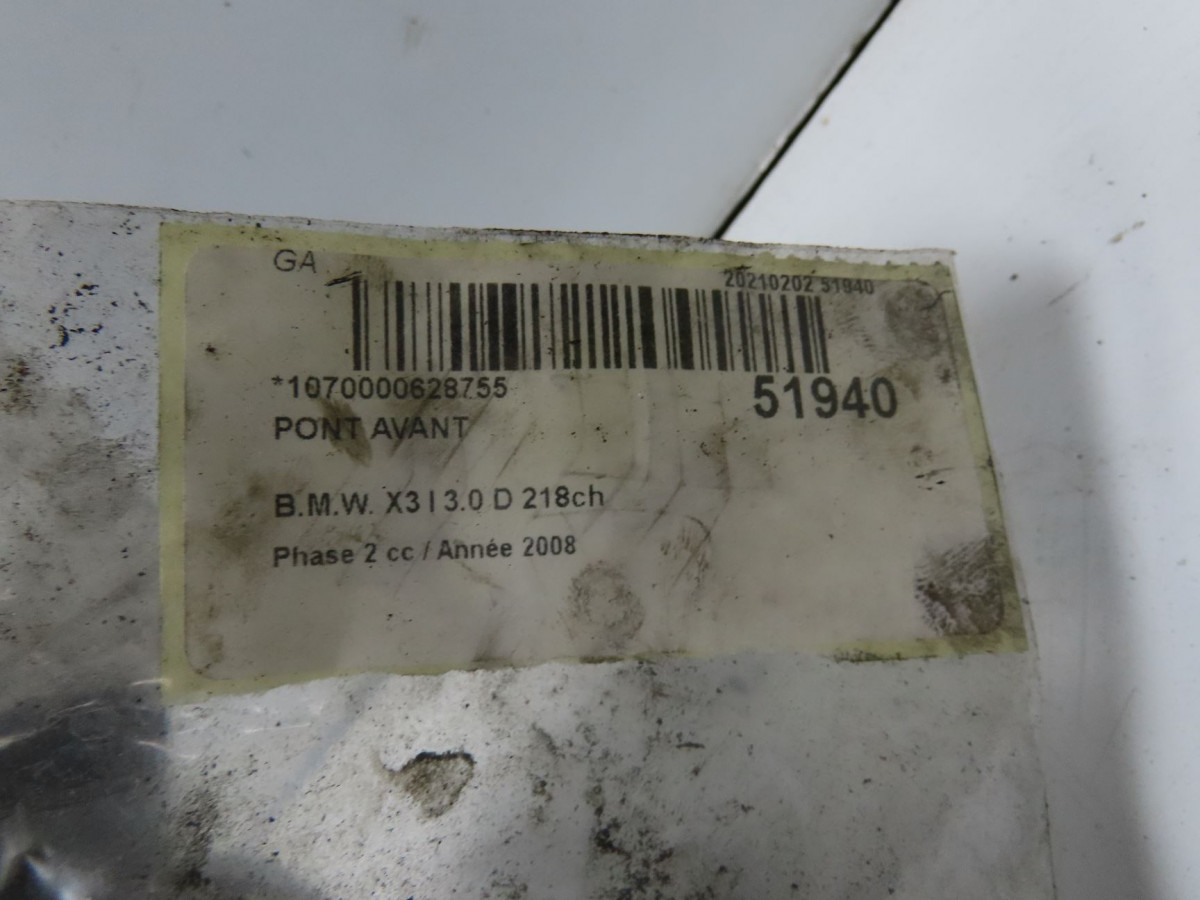 GA
20210202 51940
*1070000628755
51940
PONT AVANT
B.M.W. X3 I 3.0 D 218ch
Phase 2 cc / Année 2008